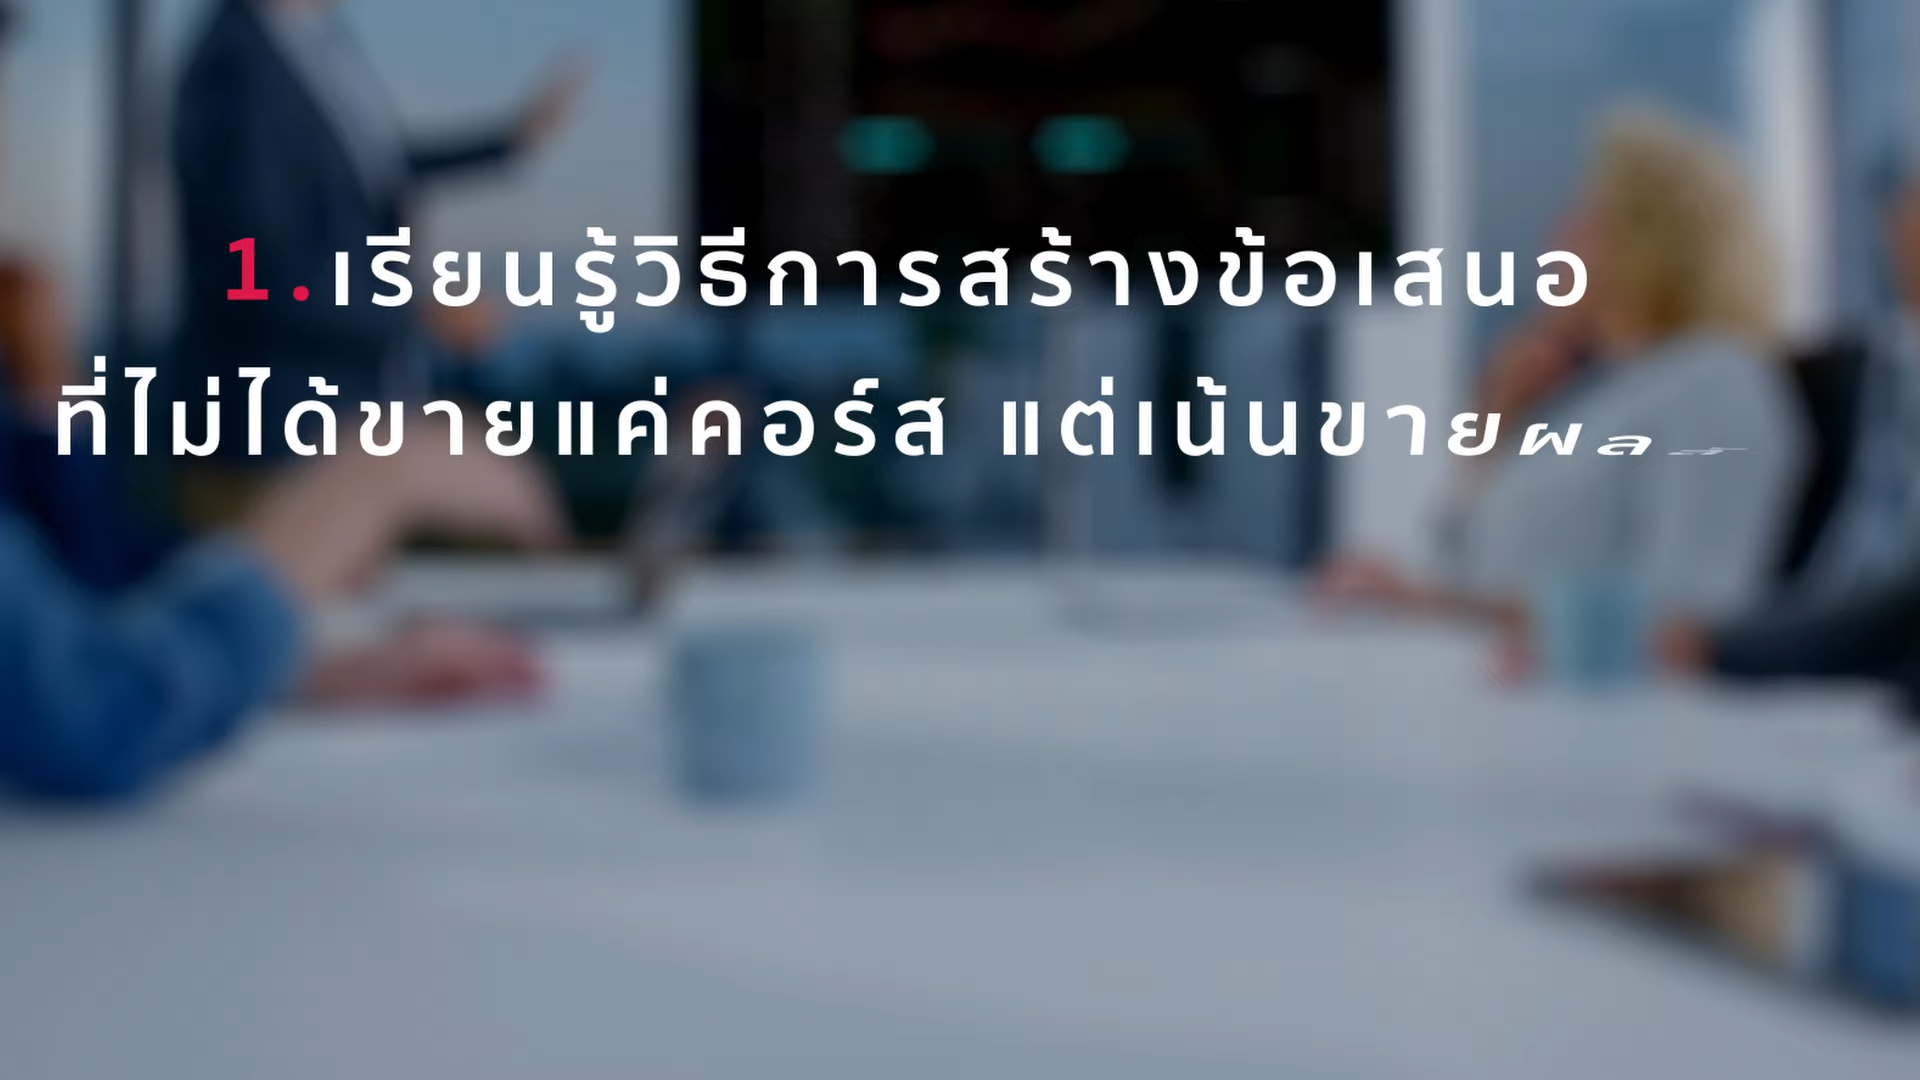 1.เรียนรู้วิธีการสร้างข้อเสนอ
ที่ไม่ได้ขายแค่คอร์ส แต่เน้นขายผล